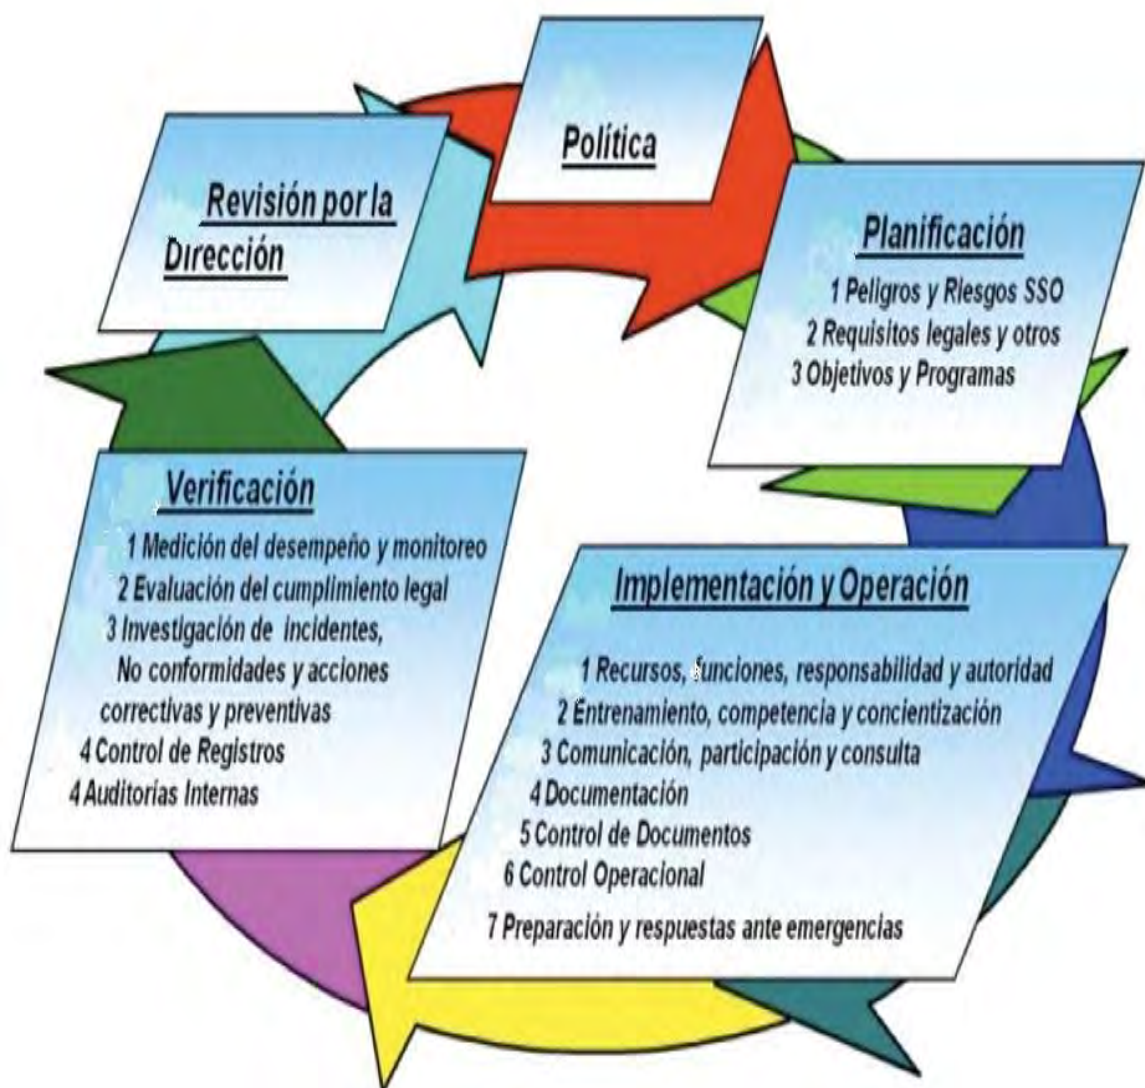 Política
Planificación
1 Peligros y Riesgos SSO
2 Requisitos legales y otros
3 Objetivos y Programas
Implementación y Operación
1 Recursos, funciones, responsabilidad y autoridad
2 Entrenamiento, competencia y concientización
3 Comunicación, participación y consulta
4 Documentación
5 Control de Documentos
6 Control Operacional
7 Preparación y respuestas ante emergencias
Verificación
1 Medición del desempeño y monitoreo
2 Evaluación del cumplimiento legal
3 Investigación de incidentes,
No conformidades y acciones
correctivas y preventivas
4 Control de Registros
4 Auditorias Internas
Revisión por la
Dirección